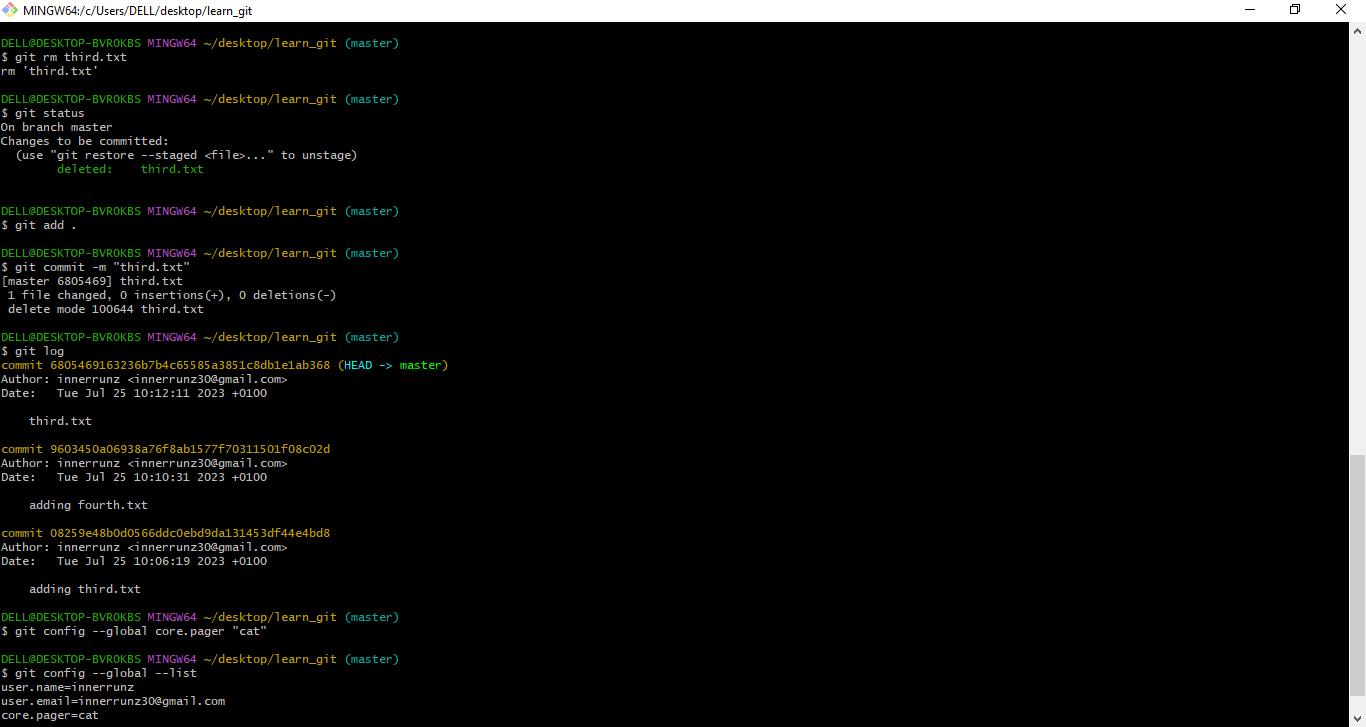 MINGW64:/c/Users/DELL/desktop/learn_git
DELL@DESKTOP-BVROKBS MINGW64 ~/desktop/learn_git (master)
$ git rm third.txt
rm 'third.txt'
DELL@DESKTOP-BVROKBS MINGW64 ~/desktop/learn_git (master)
$ git status
On branch master
Changes to be committed:
  (use "git restore --staged <file>..." to unstage)
        deleted:    third.txt
DELL@DESKTOP-BVROKBS MINGW64 ~/desktop/learn_git (master)
$ git add .
DELL@DESKTOP-BVROKBS MINGW64 ~/desktop/learn_git (master)
$ git commit -m "third.txt"
[master 6805469] third.txt
 1 file changed, 0 insertions(+), 0 deletions(-)
 delete mode 100644 third.txt
DELL@DESKTOP-BVROKBS MINGW64 ~/desktop/learn_git (master)
$ git log
commit 6805469163236b7b4c65585a3851c8db1e1ab368 (HEAD -> master)
Author: innerrunz <innerrunz30@gmail.com>
Date:   Tue Jul 25 10:12:11 2023 +0100
    third.txt
commit 9603450a06938a76f8ab1577f70311501f08c02d
Author: innerrunz <innerrunz30@gmail.com>
Date:   Tue Jul 25 10:10:31 2023 +0100
    adding fourth.txt
commit 08259e48b0d0566ddc0ebd9da131453df44e4bd8
Author: innerrunz <innerrunz30@gmail.com>
Date:   Tue Jul 25 10:06:19 2023 +0100
    adding third.txt
DELL@DESKTOP-BVROKBS MINGW64 ~/desktop/learn_git (master)
$ git config --global core.pager "cat"
DELL@DESKTOP-BVROKBS MINGW64 ~/desktop/learn_git (master)
$ git config --global --list
user.name=innerrunz
user.email=innerrunz30@gmail.com
core.pager=cat